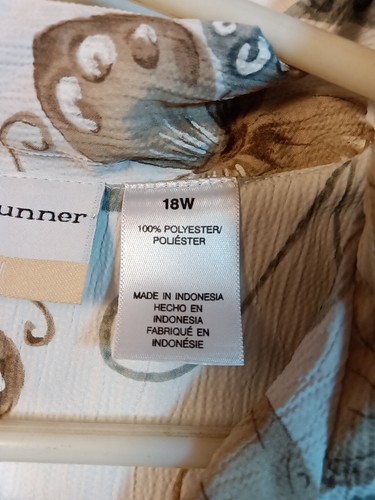 unner
18W
100% POLYESTER/
POLIÉSTER
MADE IN INDONESIA
HECHO EN
INDONESIA
FABRIQUÉ EN
INDONÉSIE